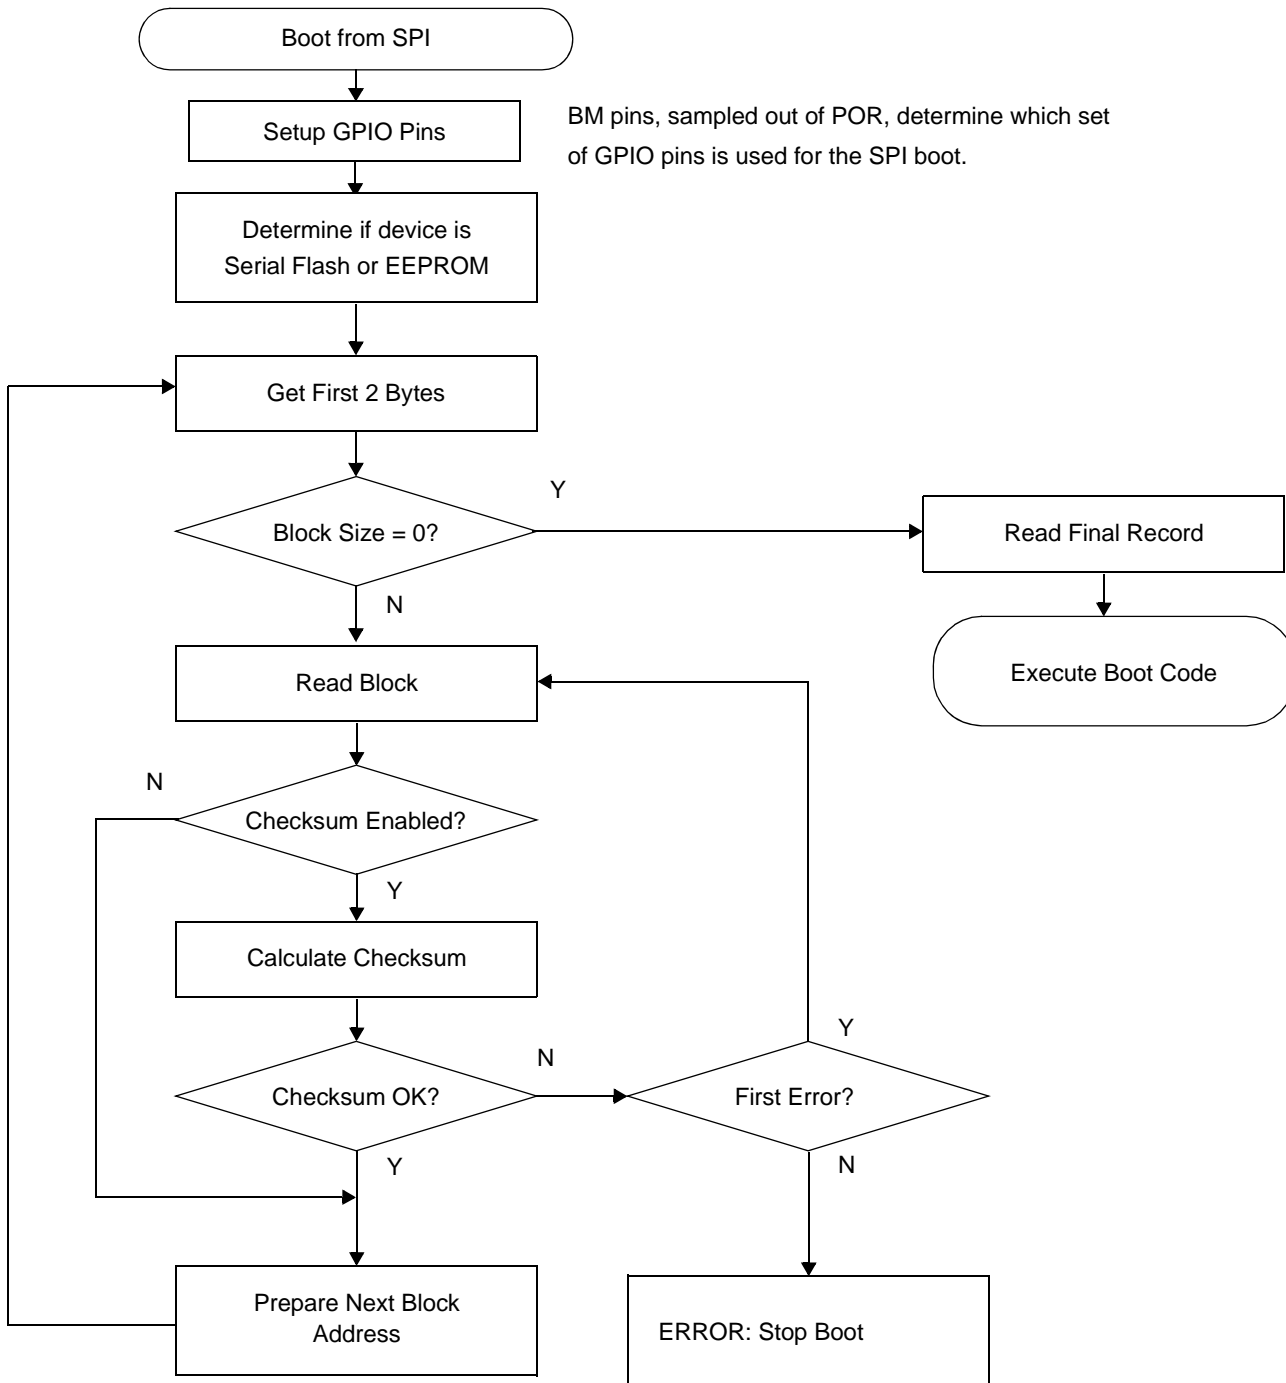 Boot from SPI
Setup GPIO Pins
BM pins, sampled out of POR, determine which set
of GPIO pins is used for the SPI boot.
Determine if device is
Serial Flash or EEPROM
Get First 2 Bytes
Y
Block Size = 0?
Read Final Record
N
Read Block
Execute Boot Code
N
Checksum Enabled?
Y
Calculate Checksum
Y
N
Checksum OK?
First Error?
Y
N
Prepare Next Block
Address
ERROR: Stop Boot